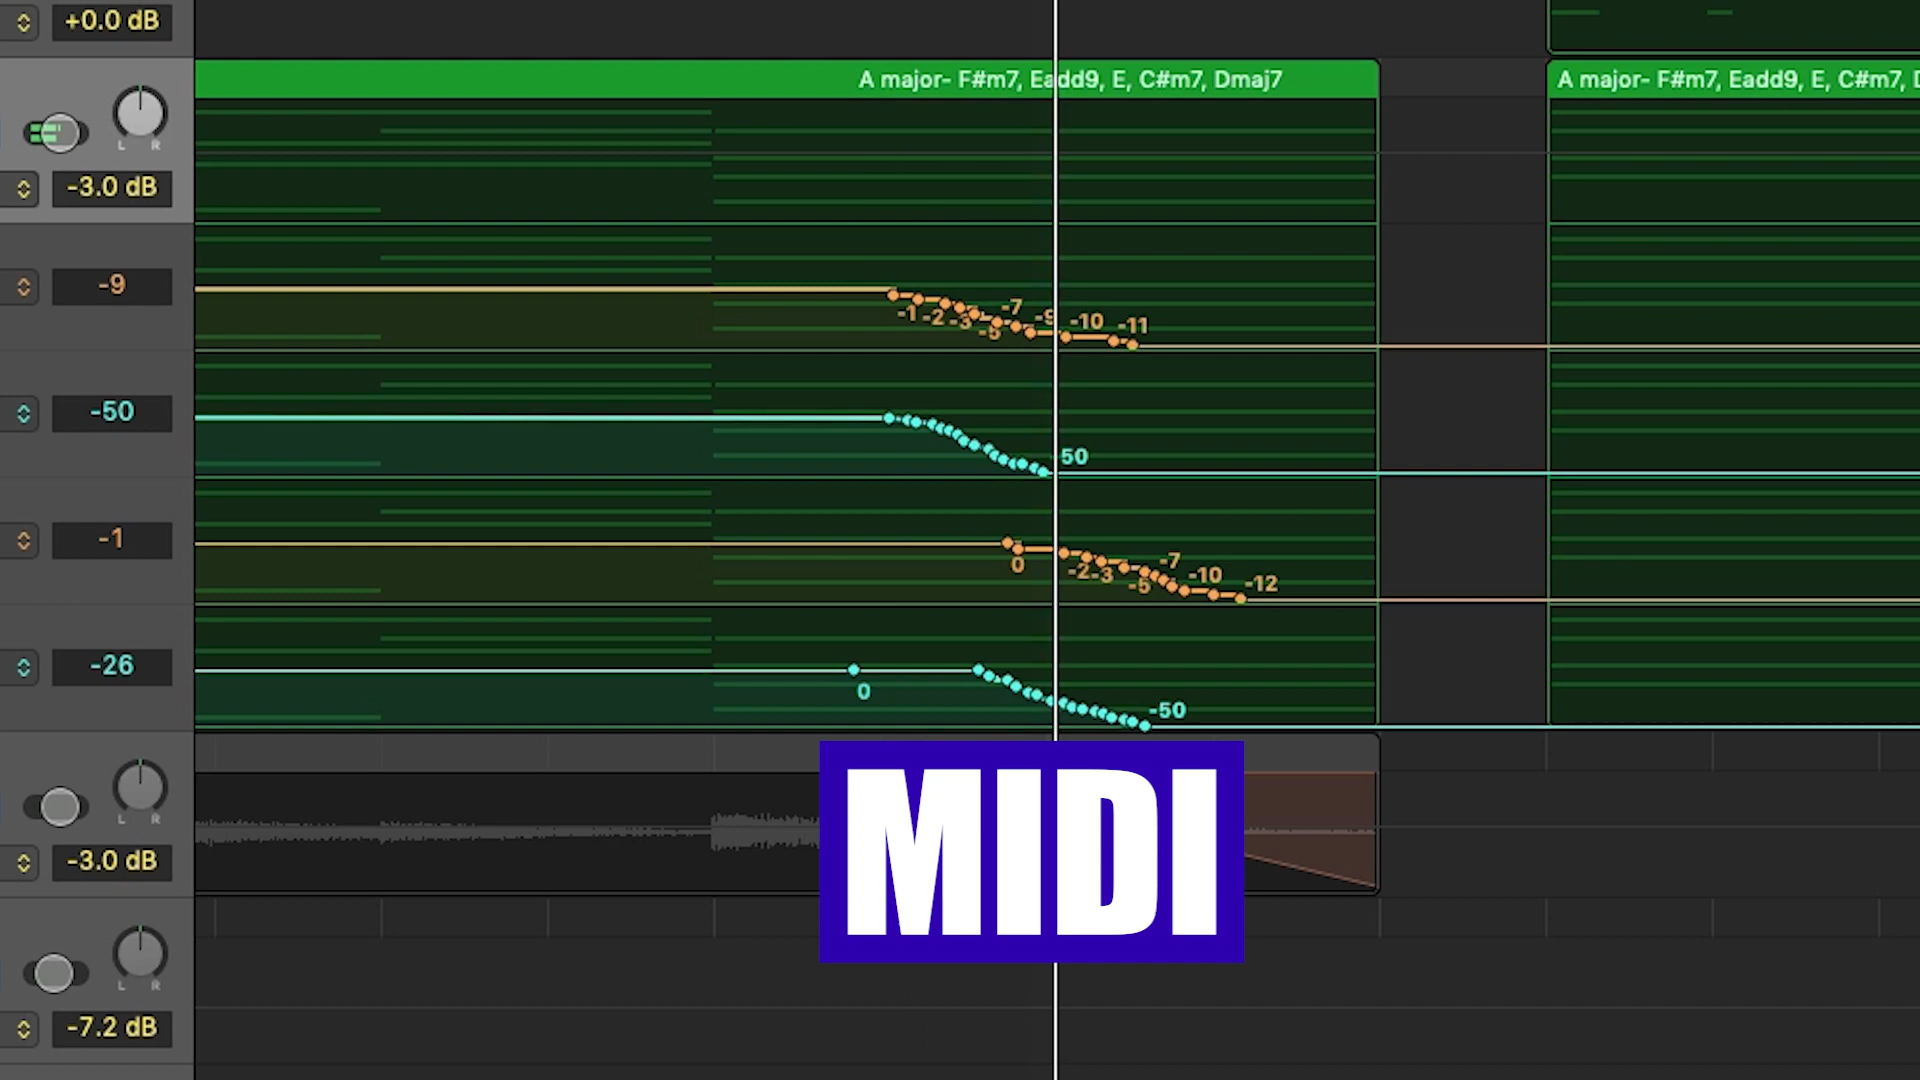 +0.0 dB
A major- F#m7, Eadd9, E, C#m7, Dmaj7
A major- F#m7, Eadd9, E, C#m7, D
L R
-3.0 dB
-9
-1 -2 -3 -5 -7 -9 -10 -11
-50
50
-1
0 -2 -3 -5 -7 -10 -12
-26
0
-50
L R
-3.0 dB
MIDI
L R
-7.2 dB